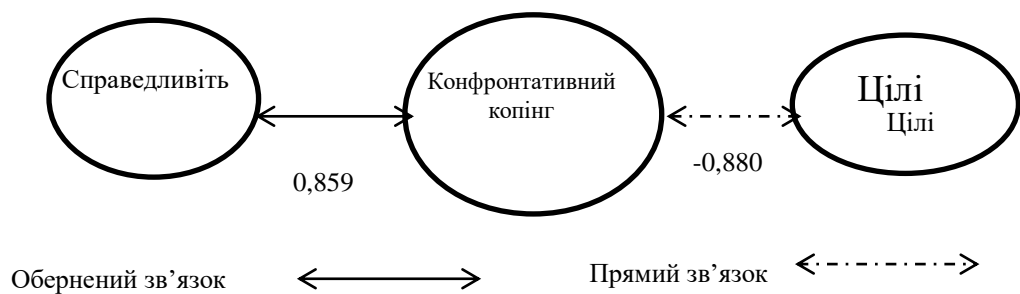 Справедливіть
Конфронтативний
копінг
Цілі
Цілі
0,859
-0,880
Обернений зв’язок
Прямий зв’язок